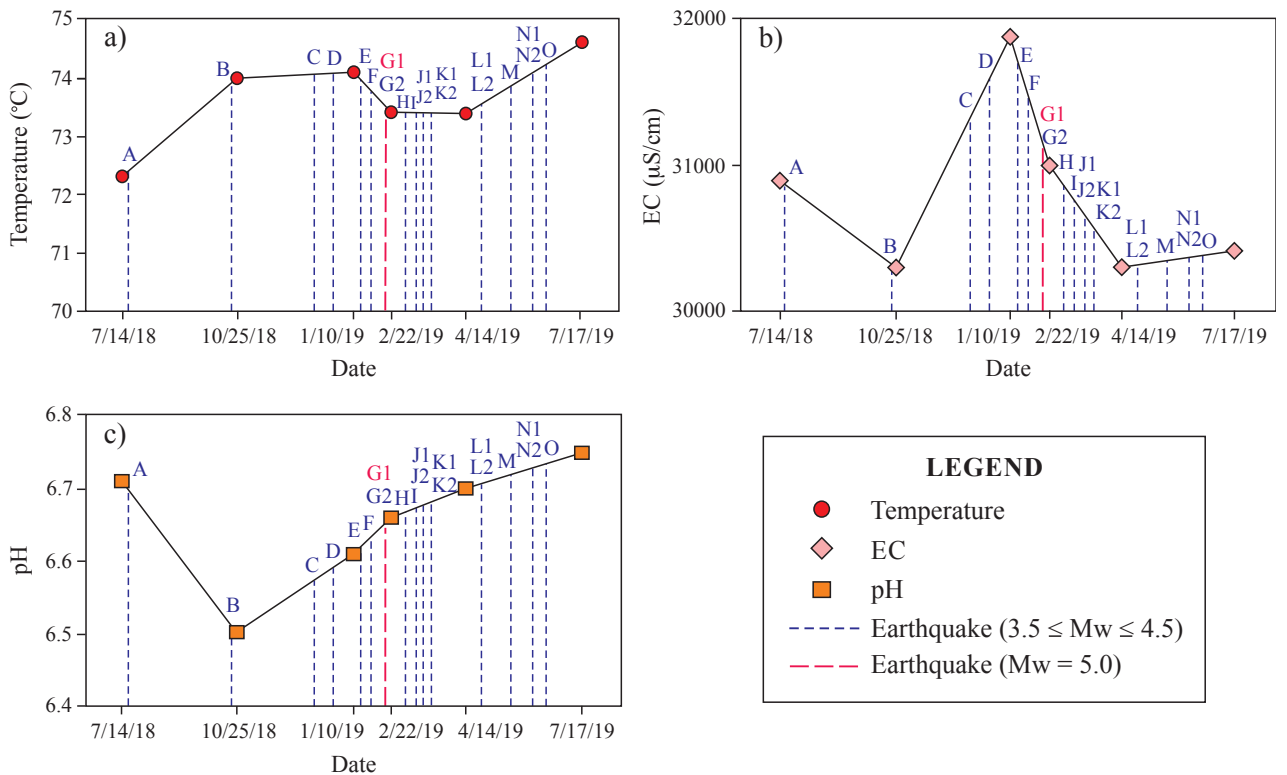 a)
75
74
73
72
71
70
Temperature (°C)
A
B
C D E
F
G1
G2
H I
J1
J2
K1
K2
L1
L2
M
N1
N2 O
7/14/18 10/25/18 1/10/19 2/22/19 4/14/19 7/17/19
Date
b)
32000
31000
30000
EC (µS/cm)
A
B
C
D
E
F
G1
G2
H
I
J1
J2
K1
K2
L1
L2
M
N1
N2 O
7/14/18 10/25/18 1/10/19 2/22/19 4/14/19 7/17/19
Date
c)
6.8
6.7
6.6
6.5
6.4
pH
A
B
C
D
E
F
G1
G2
H I
J1
J2
K1
K2
L1
L2
M
N1
N2 O
7/14/18 10/25/18 1/10/19 2/22/19 4/14/19 7/17/19
Date
LEGEND
Temperature
EC
pH
Earthquake (3.5 ≤ Mw ≤ 4.5)
Earthquake (Mw = 5.0)